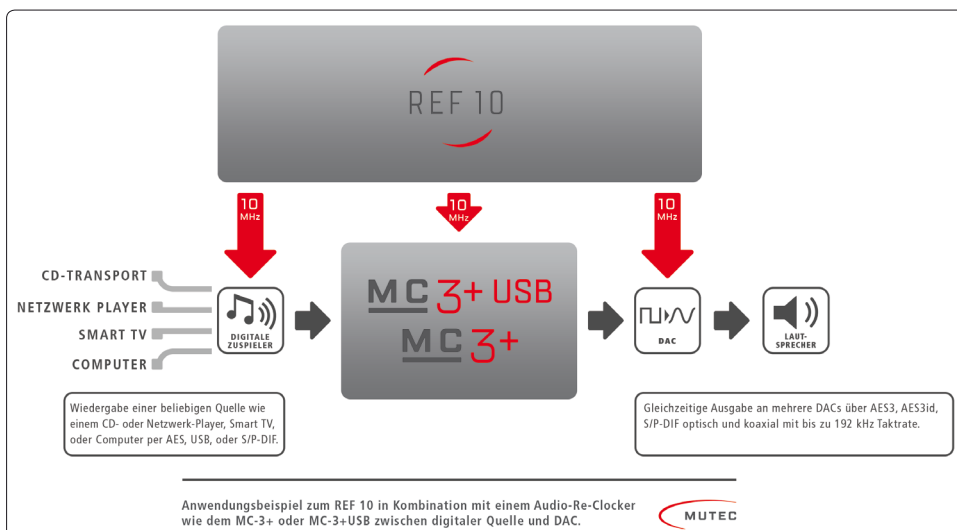 REF 10
10
MHz
10
MHz
10
MHz
CD-TRANSPORT
NETZWERK PLAYER
SMART TV
COMPUTER
DIGITALE
ZUSPIELER
MC3+ USB
MC3+
DAC
LAUT-
SPRECHER
Wiedergabe einer beliebigen Quelle wie
einem CD- oder Netzwerk-Player, Smart TV,
oder Computer per AES, USB, oder S/P-DIF.
Gleichzeitige Ausgabe an mehrere DACs über AES3, AES3id,
S/P-DIF optisch und koaxial mit bis zu 192 kHz Taktrate.
Anwendungsbeispiel zum REF 10 in Kombination mit einem Audio-Re-Clocker
wie dem MC-3+ oder MC-3+USB zwischen digitaler Quelle und DAC.
MUTEC